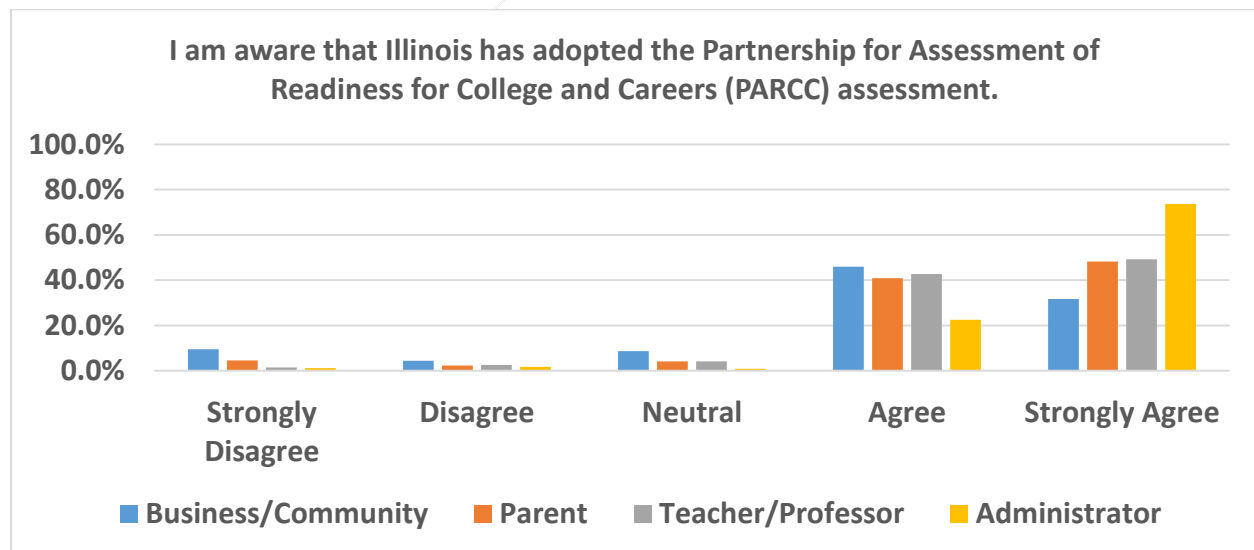 I am aware that Illinois has adopted the Partnership for Assessment of
Readiness for College and Careers (PARCC) assessment.
100.0%
80.0%
60.0%
40.0%
20.0%
0.0%
Strongly Disagree Neutral Agree Strongly Agree
Disagree
Business/Community Parent Teacher/Professor Administrator